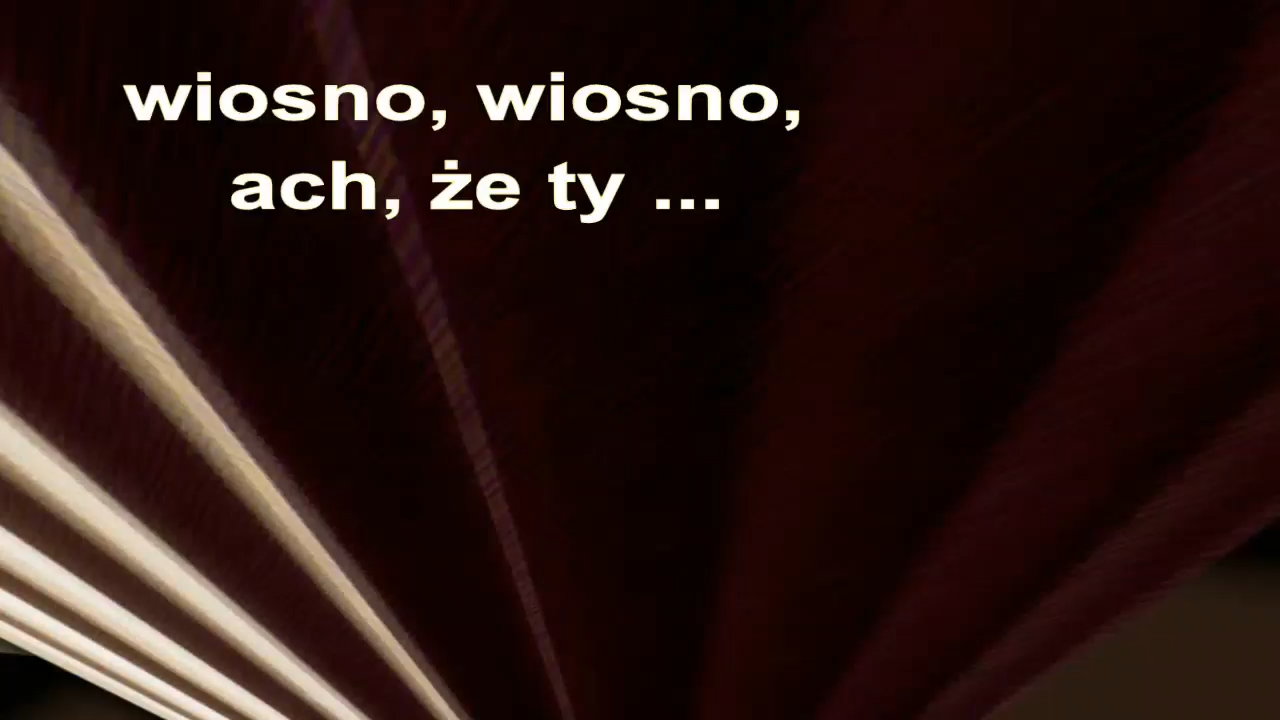 wiosno, wiosno,
ach, że ty ...